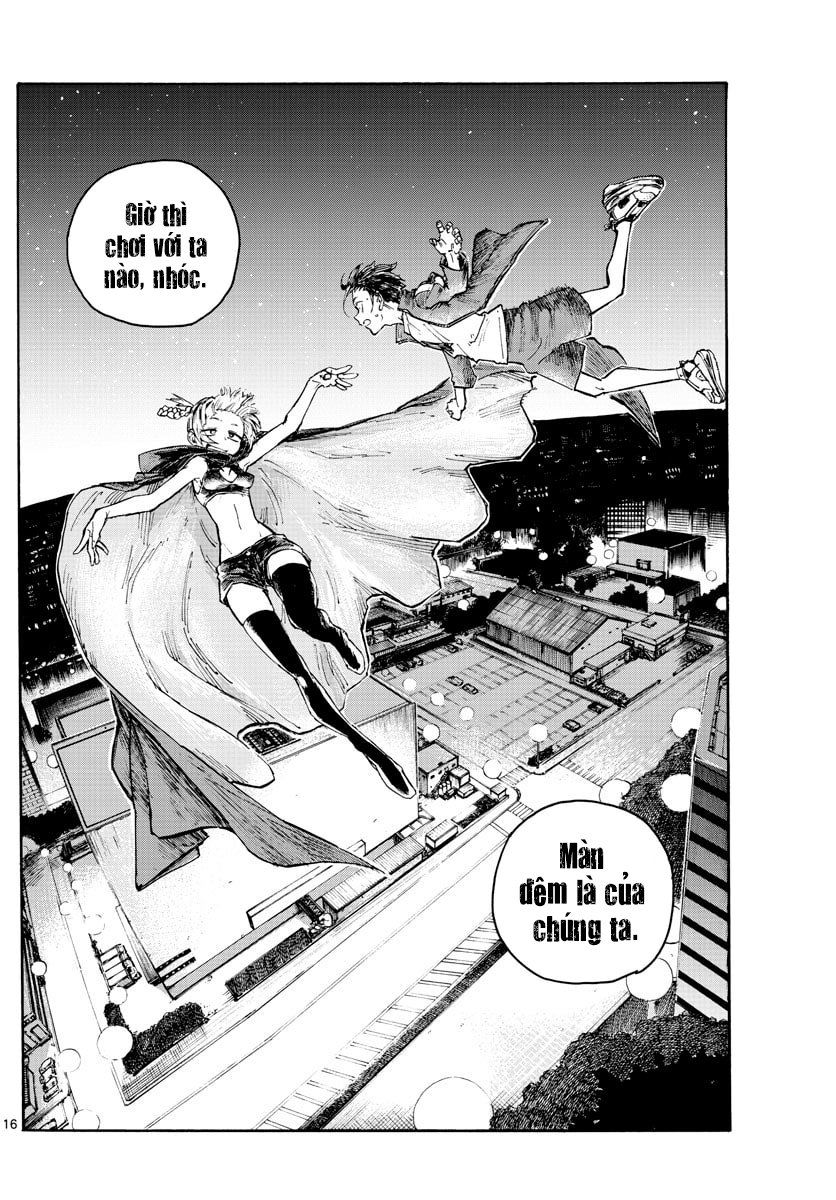 Giờ thì
chơi với ta
nào, nhóc.
Màn
đêm là của
chúng ta.
16